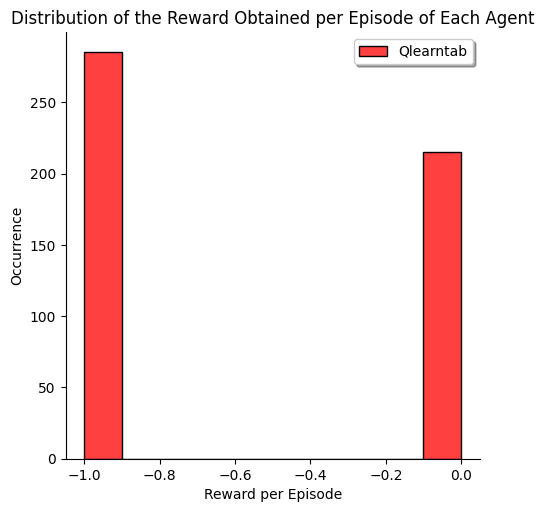 Distribution of the Reward Obtained per Episode of Each Agent
Qlearntab
250
200
150
100
50
0
Occurrence
−1.0 −0.8 −0.6 −0.4 −0.2 0.0
Reward per Episode